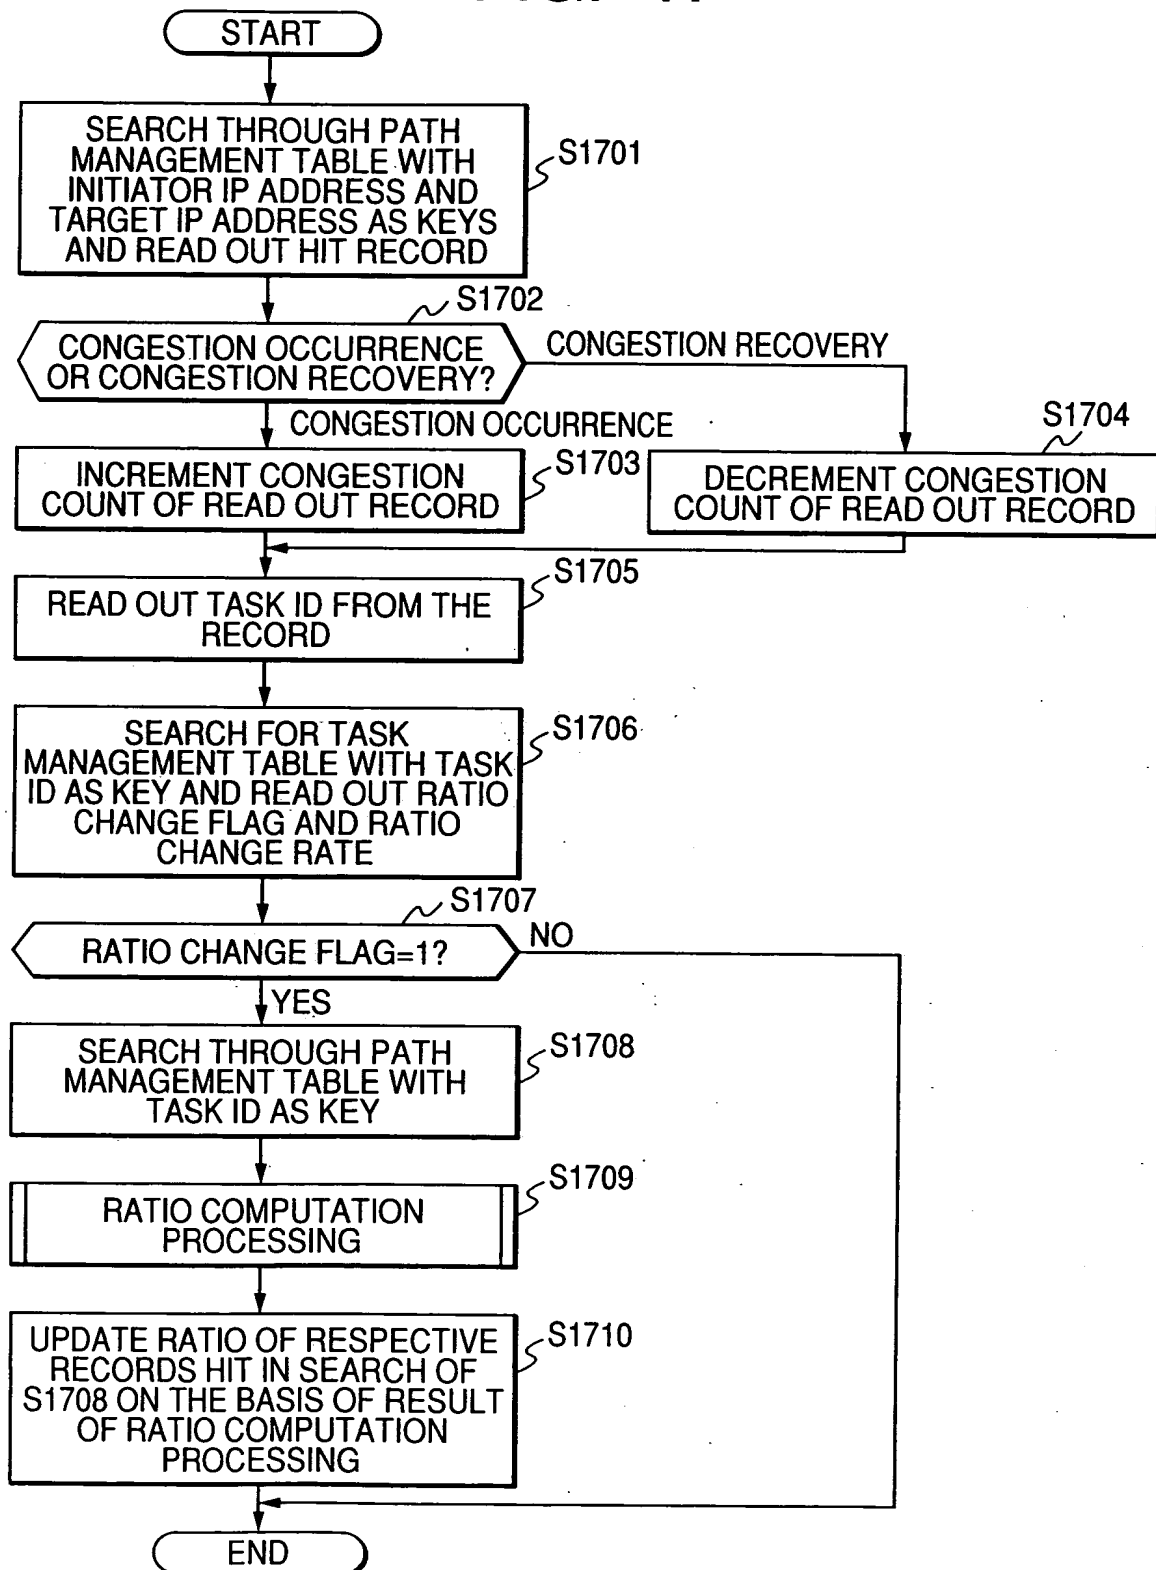 START
SEARCH THROUGH PATH
MANAGEMENT TABLE WITH
INITIATOR IP ADDRESS AND
TARGET IP ADDRESS AS KEYS
AND READ OUT HIT RECORD
S1701
S1702
CONGESTION OCCURRENCE
OR CONGESTION RECOVERY?
CONGESTION RECOVERY
CONGESTION OCCURRENCE
S1703
INCREMENT CONGESTION
COUNT OF READ OUT RECORD
S1704
DECREMENT CONGESTION
COUNT OF READ OUT RECORD
S1705
READ OUT TASK ID FROM THE
RECORD
S1706
SEARCH FOR TASK
MANAGEMENT TABLE WITH TASK
ID AS KEY AND READ OUT RATIO
CHANGE FLAG AND RATIO
CHANGE RATE
S1707
RATIO CHANGE FLAG=1?
NO
YES
SEARCH THROUGH PATH
MANAGEMENT TABLE WITH
TASK ID AS KEY
S1708
RATIO COMPUTATION
PROCESSING
S1709
UPDATE RATIO OF RESPECTIVE
RECORDS HIT IN SEARCH OF
S1708 ON THE BASIS OF RESULT
OF RATIO COMPUTATION
PROCESSING
S1710
END